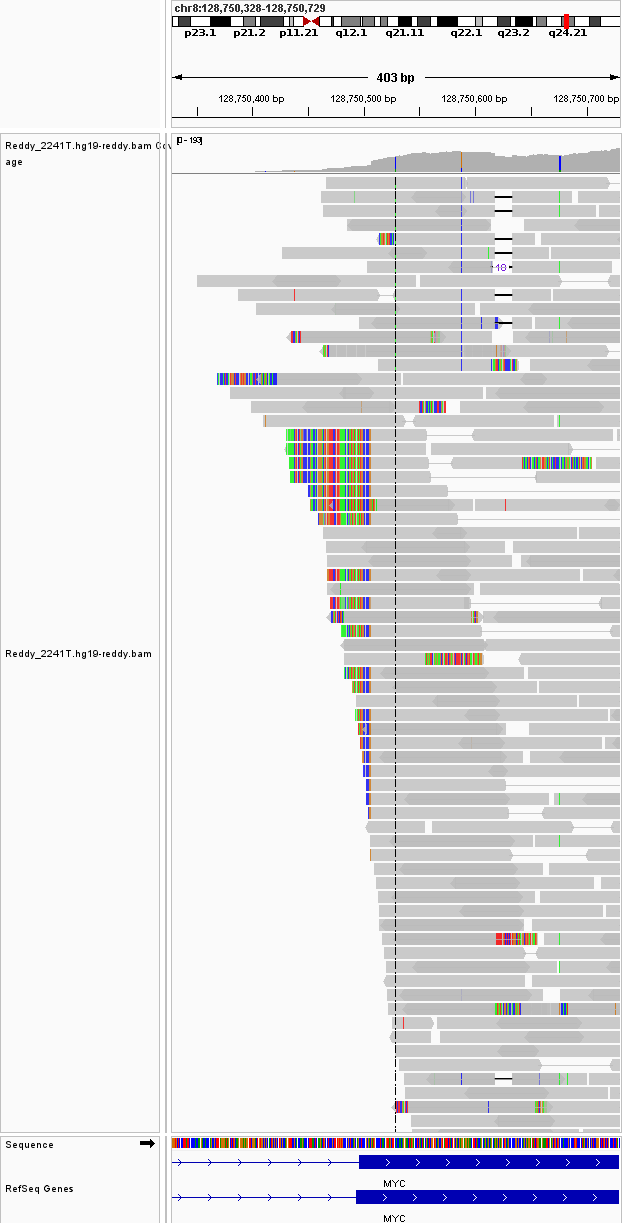 chr8:128,750,328-128,750,729
p23.1 p21.2 p11.21 q12.1 q21.11 q22.1 q23.2 q24.21
403 bp
128,750,400 bp 128,750,500 bp 128,750,600 bp 128,750,700 bp
Reddy_2241T.hg19-reddy.bam Cov
age
[0 - 193]
18
Reddy_2241T.hg19-reddy.bam
Sequence
MYC
RefSeq Genes
MYC